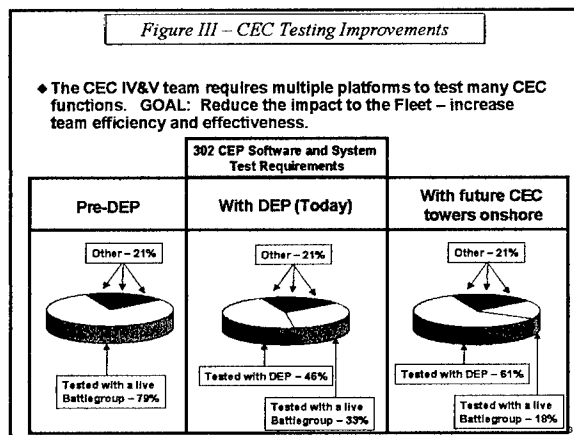 Figure III – CEC Testing Improvements
◆ The CEC IV&V team requires multiple platforms to test many CEC
functions. GOAL: Reduce the impact to the Fleet – increase
team efficiency and effectiveness.
302 CEP Software and System
Test Requirements
Pre-DEP
With DEP (Today)
With future CEC
towers onshore
Other – 21%
Other – 21%
Other – 21%
Tested with a live
Battlegroup – 79%
Tested with DEP – 46%
Tested with a live
Battlegroup – 33%
Tested with DEP – 61%
Tested with a live
Battlegroup – 18%